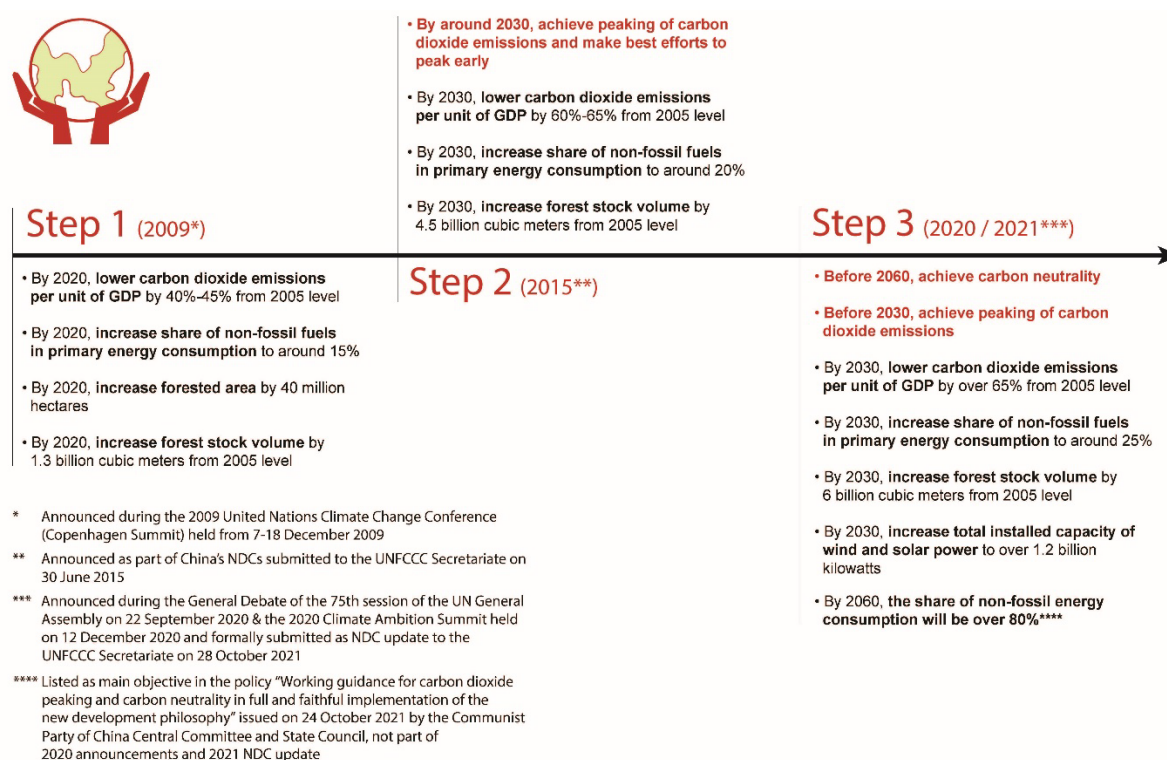 Step 1 (2009*)
• By 2020, lower carbon dioxide emissions
per unit of GDP by 40%-45% from 2005 level
• By 2020, increase share of non-fossil fuels
in primary energy consumption to around 15%
• By 2020, increase forested area by 40 million
hectares
• By 2020, increase forest stock volume by
1.3 billion cubic meters from 2005 level
• By around 2030, achieve peaking of carbon
dioxide emissions and make best efforts to
peak early
• By 2030, lower carbon dioxide emissions
per unit of GDP by 60%-65% from 2005 level
• By 2030, increase share of non-fossil fuels
in primary energy consumption to around 20%
• By 2030, increase forest stock volume by
4.5 billion cubic meters from 2005 level
Step 2 (2015**)
Step 3 (2020 / 2021***)
• Before 2060, achieve carbon neutrality
• Before 2030, achieve peaking of carbon
dioxide emissions
• By 2030, lower carbon dioxide emissions
per unit of GDP by over 65% from 2005 level
• By 2030, increase share of non-fossil fuels
in primary energy consumption to around 25%
• By 2030, increase forest stock volume by
6 billion cubic meters from 2005 level
• By 2030, increase total installed capacity of
wind and solar power to over 1.2 billion
kilowatts
• By 2060, the share of non-fossil energy
consumption will be over 80%****
* Announced during the 2009 United Nations Climate Change Conference
(Copenhagen Summit) held from 7-18 December 2009
** Announced as part of China's NDCs submitted to the UNFCCC Secretariate on
30 June 2015
*** Announced during the General Debate of the 75th session of the UN General
Assembly on 22 September 2020 & the 2020 Climate Ambition Summit held
on 12 December 2020 and formally submitted as NDC update to the
UNFCCC Secretariate on 28 October 2021
**** Listed as main objective in the policy "Working guidance for carbon dioxide
peaking and carbon neutrality in full and faithful implementation of the
new development philosophy" issued on 24 October 2021 by the Communist
Party of China Central Committee and State Council, not part of
2020 announcements and 2021 NDC update